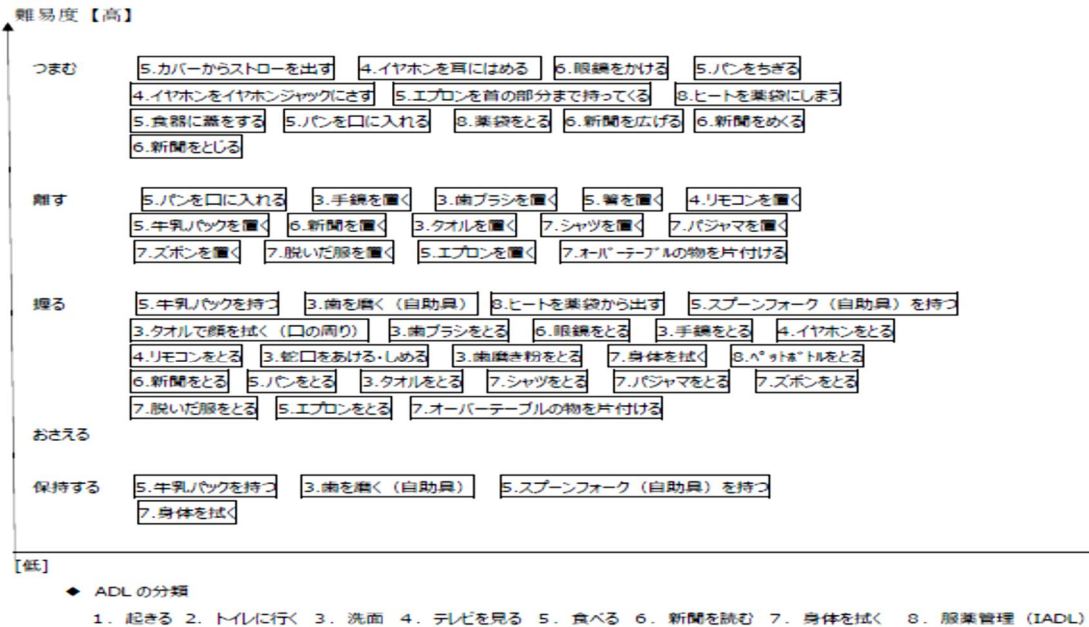 難易度【高】
つまむ 5.カバーからストローを出す 4.イヤホンを耳にはめる 6.眼鏡をかける 5.パンをちぎる
4.イヤホンをイヤホンジャックにさす 5.エプロンを首の部分まで持ってくる 8.ヒートを薬袋にしまう
5.食器に蓋をする 5.パンを口に入れる 8.薬袋をとる 6.新聞を広げる 6.新聞をめくる
6.新聞をとじる
離す 5.パンを口に入れる 3.手鏡を置く 3.歯ブラシを置く 5.箸を置く 4.リモコンを置く
5.牛乳パックを置く 6.新聞を置く 3.タオルを置く 7.シャツを置く 7.パジャマを置く
7.ズボンを置く 7.脱いだ服を置く 5.エプロンを置く 7.オーバーテーブルの物を片付ける
握る 5.牛乳パックを持つ 3.歯を磨く(自助具) 8.ヒートを薬袋から出す 5.スプーンフォーク(自助具)を持つ
3.タオルで顔を拭く(口の周り) 3.歯ブラシをとる 6.眼鏡をとる 3.手鏡をとる 4.イヤホンをとる
4.リモコンをとる 3.蛇口をあける・しめる 3.歯磨き粉をとる 7.身体を拭く 8.ペットボトルをとる
6.新聞をとる 5.パンをとる 3.タオルをとる 7.シャツをとる 7.パジャマをとる 7.ズボンをとる
7.脱いだ服をとる 5.エプロンをとる 7.オーバーテーブルの物を片付ける
おさえる
保持する 5.牛乳パックを持つ 3.歯を磨く(自助具) 5.スプーンフォーク(自助具)を持つ
7.身体を拭く
[低]
◆ ADLの分類
1. 起きる 2. トイレに行く 3. 洗面 4. テレビを見る 5. 食べる 6. 新聞を読む 7. 身体を拭く 8. 服薬管理(IADL)